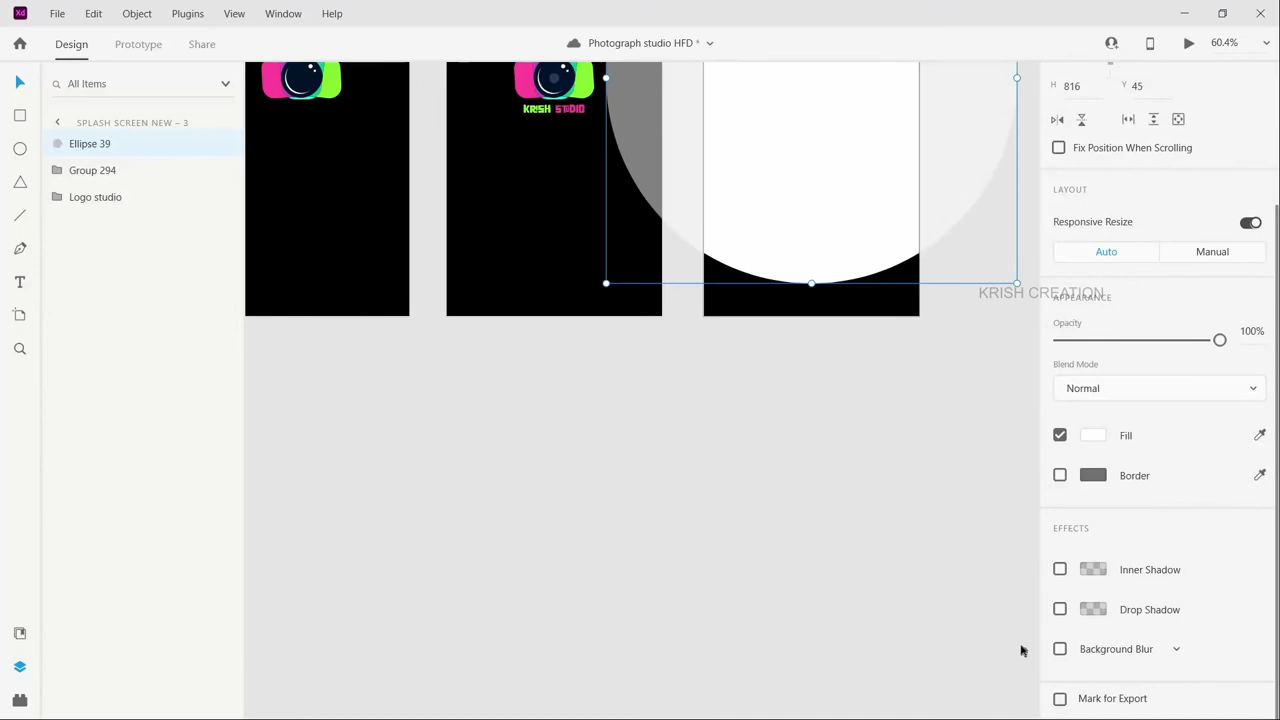 Xd File Edit Object Plugins View Window Help
Design Prototype Share
Photograph studio HFD *
60.4%
All Items
SPLASH SCREEN NEW – 3
Ellipse 39
Group 294
Logo studio
KRISH STUDIO
H 816 Y 45
Fix Position When Scrolling
LAYOUT
Responsive Resize
Auto Manual
KRISH CREATION
APPEARANCE
Opacity
100%
Blend Mode
Normal
Fill
Border
EFFECTS
Inner Shadow
Drop Shadow
Background Blur
Mark for Export